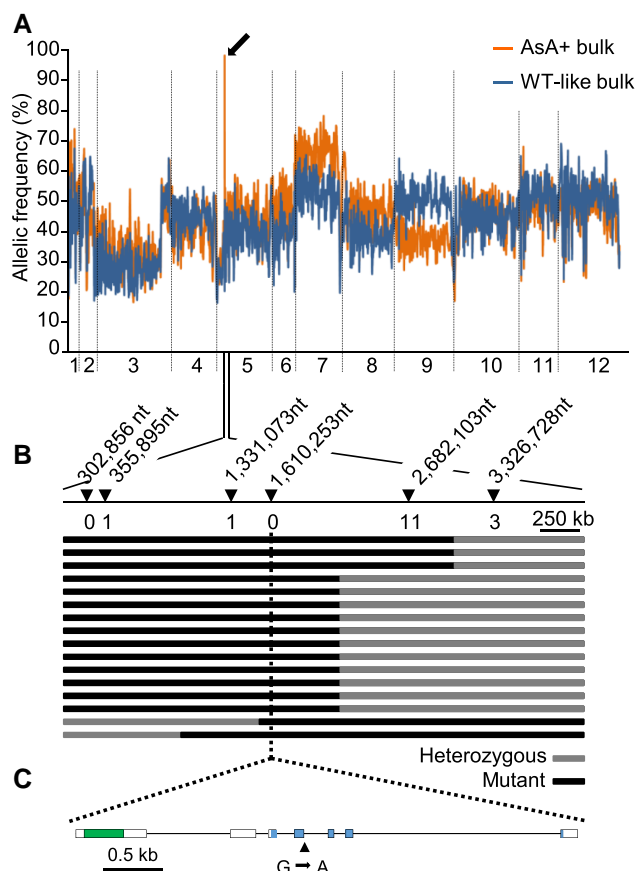 A
100
90
80
70
60
50
40
30
20
10
0
Allelic frequency (%)
AsA+ bulk
WT-like bulk
1 2 3 4 5 6 7 8 9 10 11 12
302,856 nt
355,895nt
1,331,073nt
1,610,253nt
2,682,103nt
3,326,728nt
B
0 1 1 0 11 3
250 kb
Heterozygous
Mutant
C
0.5 kb
G → A